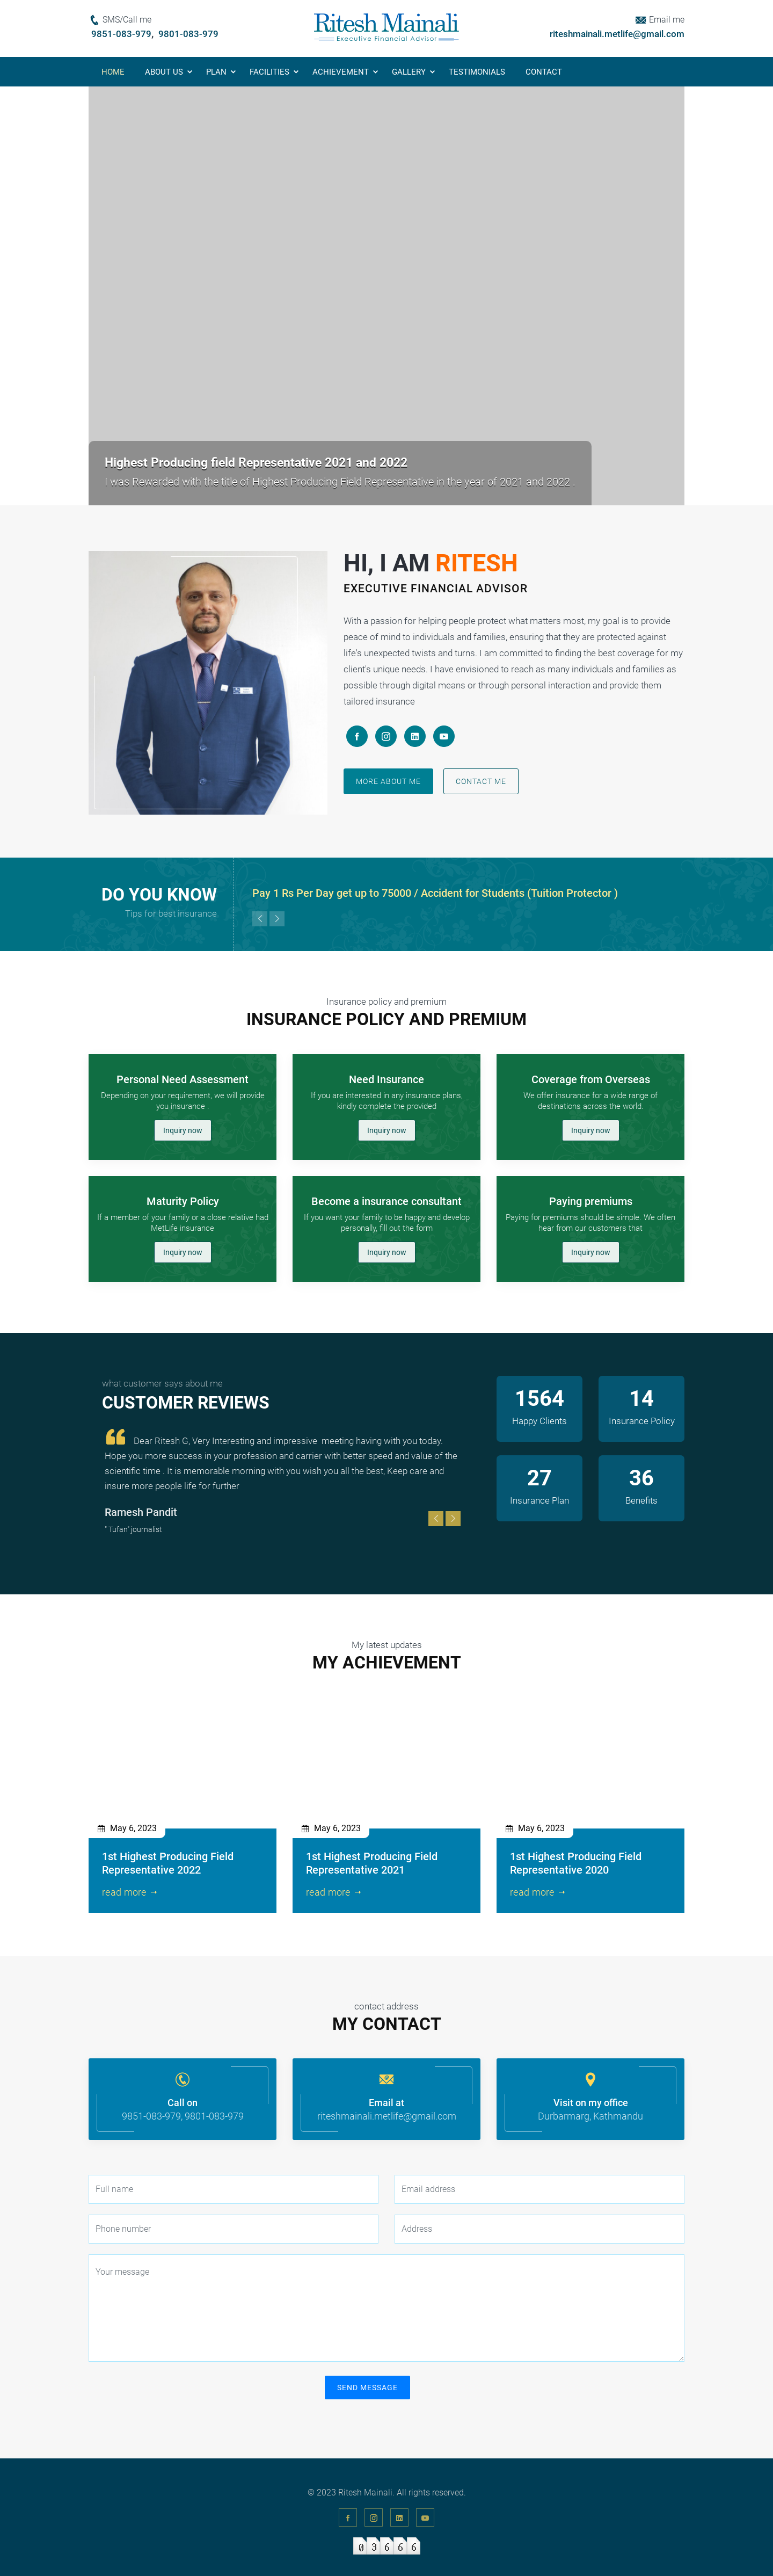 SMS/Call me
9851-083-979, 9801-083-979
Ritesh Mainali
Executive Financial Advisor
Email me
riteshmainali.metlife@gmail.com
HOME ABOUT US PLAN FACILITIES ACHIEVEMENT GALLERY TESTIMONIALS CONTACT
Highest Producing field Representative 2021 and 2022
I was Rewarded with the title of Highest Producing Field Representative in the year of 2021 and 2022 .
HI, I AM RITESH
EXECUTIVE FINANCIAL ADVISOR
With a passion for helping people protect what matters most, my goal is to provide
peace of mind to individuals and families, ensuring that they are protected against
life's unexpected twists and turns. I am committed to finding the best coverage for my
client's unique needs. I have envisioned to reach as many individuals and families as
possible through digital means or through personal interaction and provide them
tailored insurance
MORE ABOUT ME CONTACT ME
DO YOU KNOW
Tips for best insurance
Pay 1 Rs Per Day get up to 75000 / Accident for Students (Tuition Protector )
Insurance policy and premium
INSURANCE POLICY AND PREMIUM
Personal Need Assessment
Depending on your requirement, we will provide
you insurance .
Inquiry now
Need Insurance
If you are interested in any insurance plans,
kindly complete the provided
Inquiry now
Coverage from Overseas
We offer insurance for a wide range of
destinations across the world.
Inquiry now
Maturity Policy
If a member of your family or a close relative had
MetLife insurance
Inquiry now
Become a insurance consultant
If you want your family to be happy and develop
personally, fill out the form
Inquiry now
Paying premiums
Paying for premiums should be simple. We often
hear from our customers that
Inquiry now
what customer says about me
CUSTOMER REVIEWS
Dear Ritesh G, Very Interesting and impressive meeting having with you today.
Hope you more success in your profession and carrier with better speed and value of the
scientific time . It is memorable morning with you wish you all the best, Keep care and
insure more people life for further
Ramesh Pandit
" Tufan" journalist
1564
Happy Clients
14
Insurance Policy
27
Insurance Plan
36
Benefits
My latest updates
MY ACHIEVEMENT
May 6, 2023
1st Highest Producing Field
Representative 2022
read more
May 6, 2023
1st Highest Producing Field
Representative 2021
read more
May 6, 2023
1st Highest Producing Field
Representative 2020
read more
contact address
MY CONTACT
Call on
9851-083-979, 9801-083-979
Email at
riteshmainali.metlife@gmail.com
Visit on my office
Durbarmarg, Kathmandu
Full name
Email address
Phone number
Address
Your message
SEND MESSAGE
© 2023 Ritesh Mainali. All rights reserved.
03666